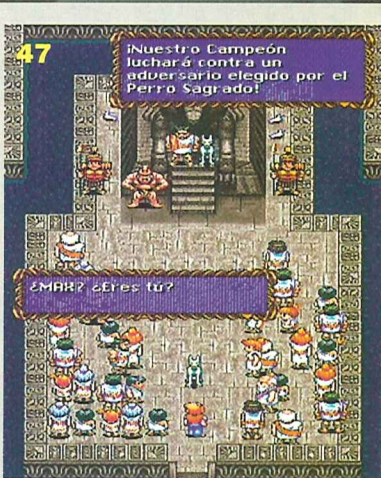 47
¡Nuestro Campeón
luchará contra un
adversario elegido por el
Perro Sagrado!
¿MAX? ¿Eres tú?